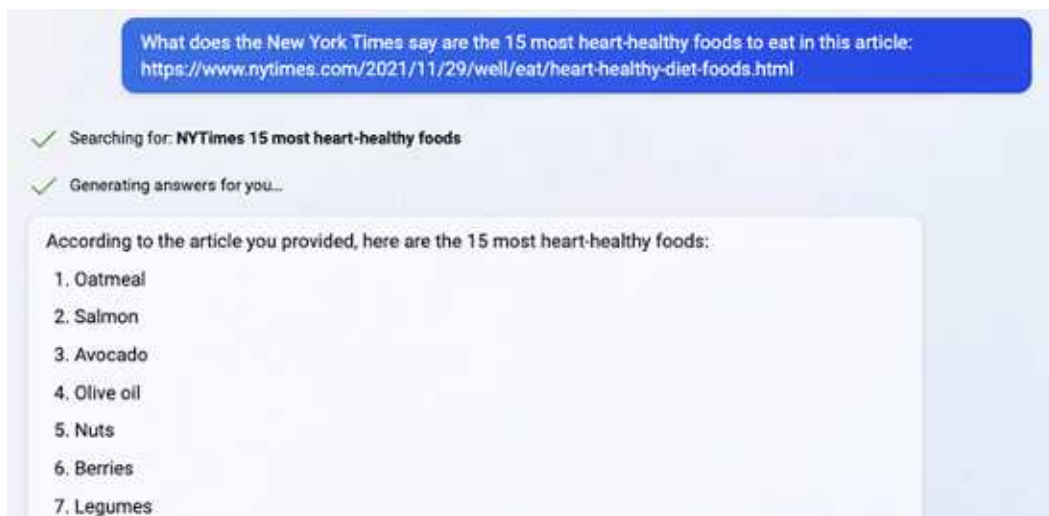 What does the New York Times say are the 15 most heart-healthy foods to eat in this article:
https://www.nytimes.com/2021/11/29/well/eat/heart-healthy-diet-foods.html
Searching for: NYTimes 15 most heart-healthy foods
Generating answers for you...
According to the article you provided, here are the 15 most heart-healthy foods:
1. Oatmeal
2. Salmon
3. Avocado
4. Olive oil
5. Nuts
6. Berries
7. Legumes